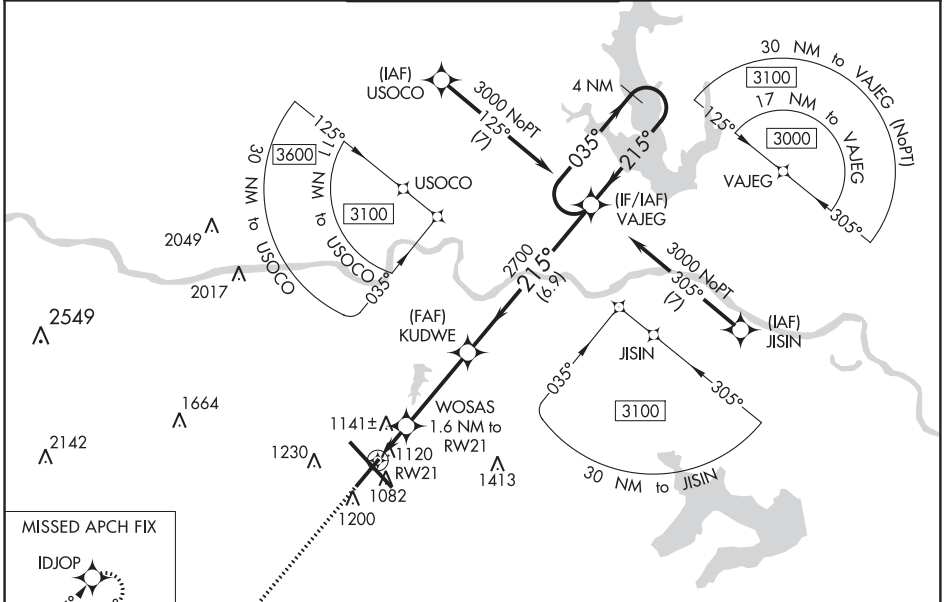 (IAF)
USOCO
3000 NoPT
125°
(7)
4 NM
035°
215°
(IF/IAF)
VAJEG
30 NM to VAJEG (NoPT)
3100
17 NM to VAJEG
3000
125°
VAJEG
305°
125°
3600
30 NM to USOCO
11 NM to USOCO
3100
USOCO
035°
2049
2017
2549
1664
2142
2700
215°
(6.9)
3000 NoPT
305°
(7)
(IAF)
JISIN
(FAF)
KUDWE
JISIN
035°
305°
3100
30 NM to JISIN
WOSAS
1.6 NM to
RW21
1141±
1120
RW21
1230
1082
1200
1413
MISSED APCH FIX
IDJOP